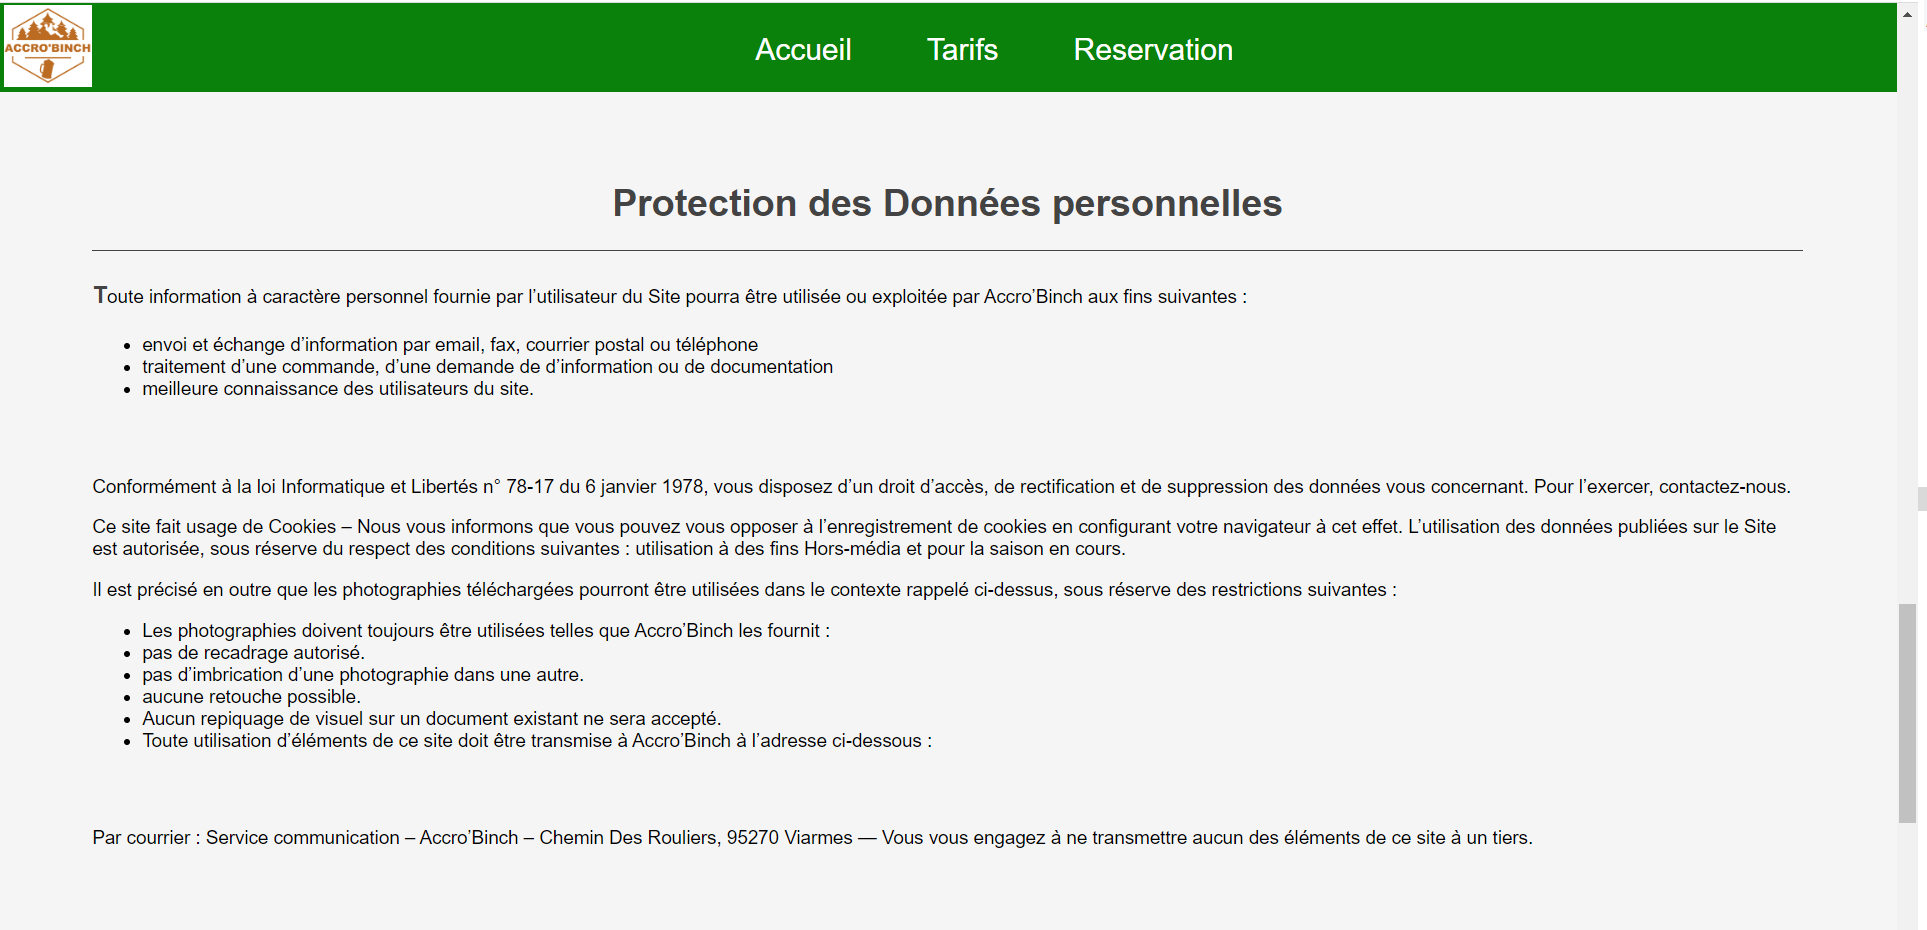 ACCRO'BINCH
Accueil
Tarifs
Reservation
Protection des Données personnelles
Toute information à caractère personnel fournie par l’utilisateur du Site pourra être utilisée ou exploitée par Accro’Binch aux fins suivantes :
envoi et échange d’information par email, fax, courrier postal ou téléphone
traitement d’une commande, d’une demande de d’information ou de documentation
meilleure connaissance des utilisateurs du site.
Conformément à la loi Informatique et Libertés n° 78-17 du 6 janvier 1978, vous disposez d’un droit d’accès, de rectification et de suppression des données vous concernant. Pour l’exercer, contactez-nous.
Ce site fait usage de Cookies – Nous vous informons que vous pouvez vous opposer à l’enregistrement de cookies en configurant votre navigateur à cet effet. L’utilisation des données publiées sur le Site
est autorisée, sous réserve du respect des conditions suivantes : utilisation à des fins Hors-média et pour la saison en cours.
Il est précisé en outre que les photographies téléchargées pourront être utilisées dans le contexte rappelé ci-dessus, sous réserve des restrictions suivantes :
Les photographies doivent toujours être utilisées telles que Accro’Binch les fournit :
pas de recadrage autorisé.
pas d’imbrication d’une photographie dans une autre.
aucune retouche possible.
Aucun repiquage de visuel sur un document existant ne sera accepté.
Toute utilisation d’éléments de ce site doit être transmise à Accro’Binch à l’adresse ci-dessous :
Par courrier : Service communication – Accro’Binch – Chemin Des Rouliers, 95270 Viarmes — Vous vous engagez à ne transmettre aucun des éléments de ce site à un tiers.